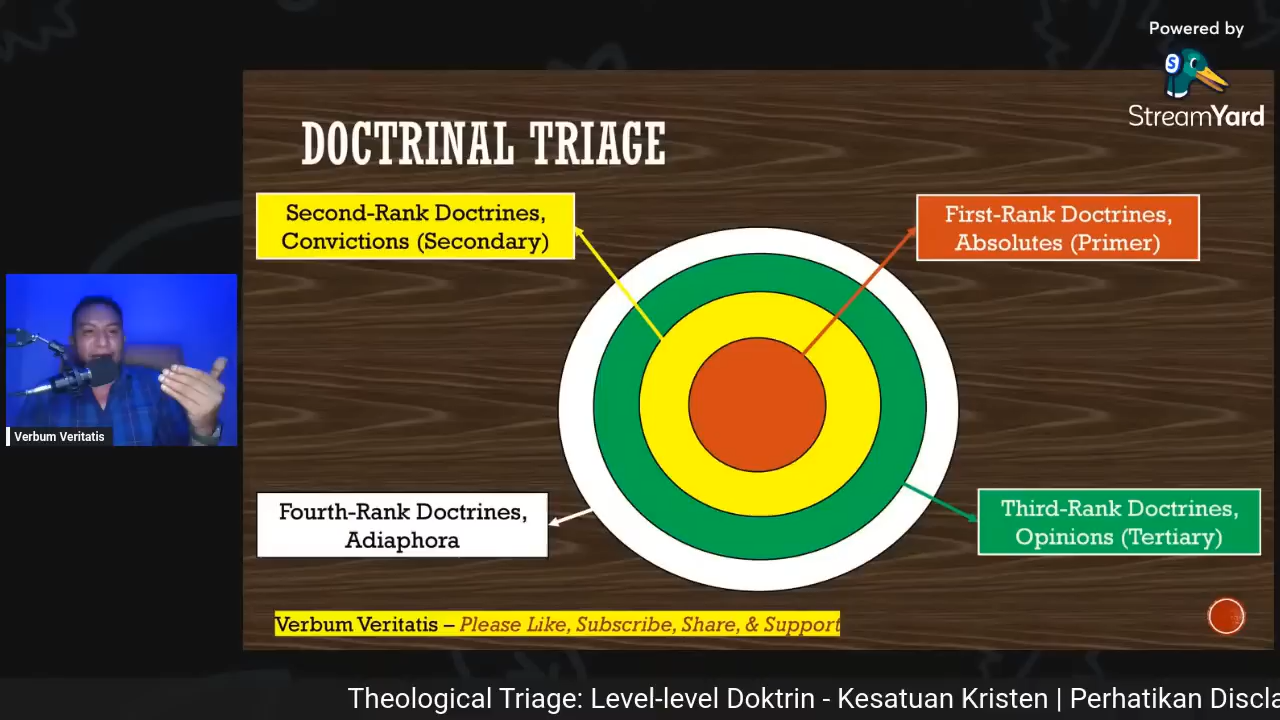 Powered by
StreamYard
DOCTRINAL TRIAGE
Second-Rank Doctrines,
Convictions (Secondary)
First-Rank Doctrines,
Absolutes (Primer)
Verbum Veritatis
Fourth-Rank Doctrines,
Adiaphora
Third-Rank Doctrines,
Opinions (Tertiary)
Verbum Veritatis – Please Like, Subscribe, Share, & Support
Theological Triage: Level-level Doktrin - Kesatuan Kristen | Perhatikan Discla